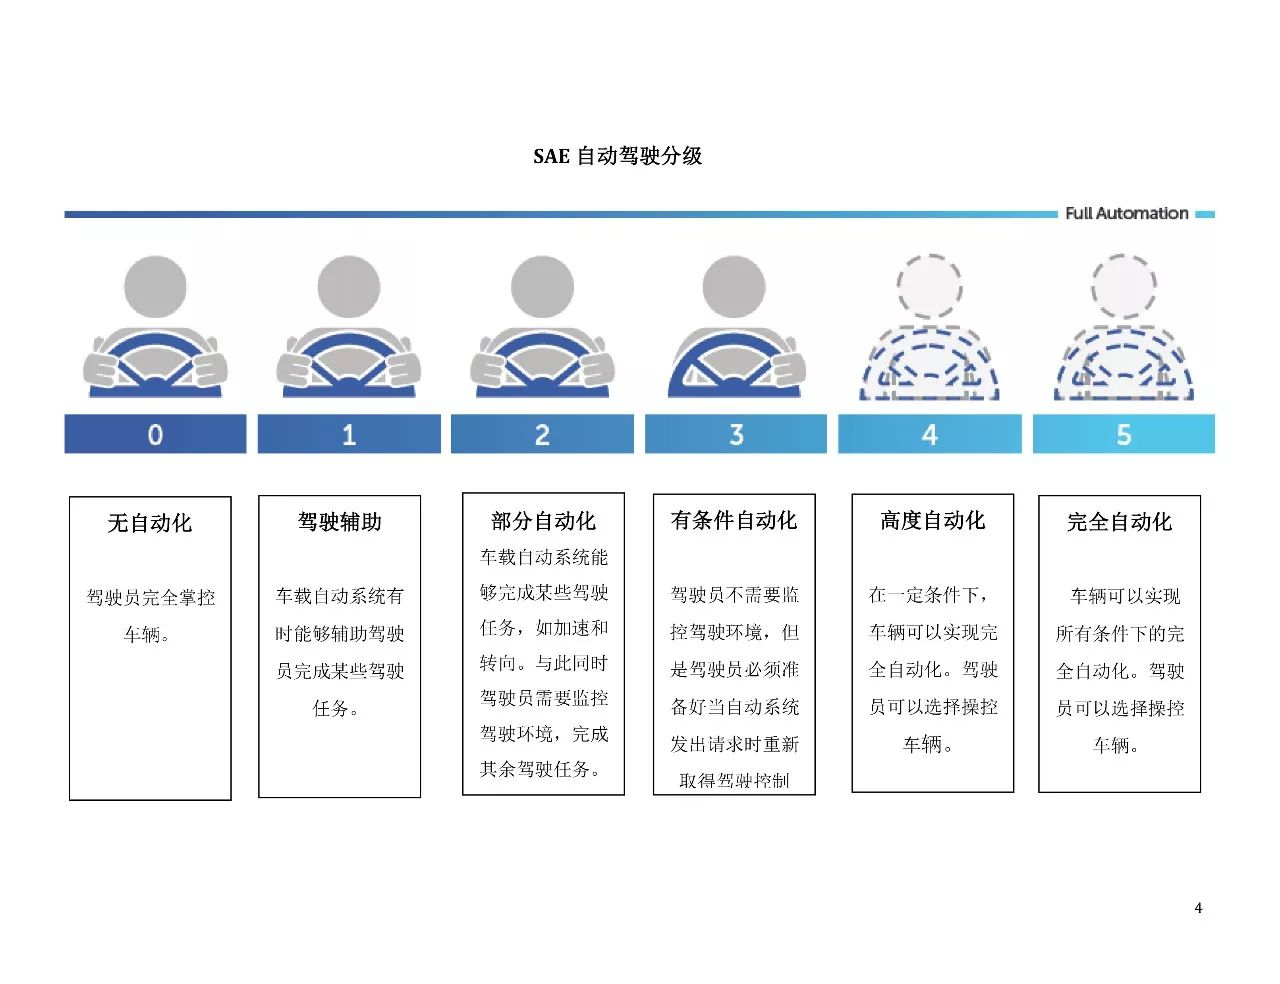 SAE 自动驾驶分级
Full Automation
0
1
2
3
4
5
无自动化
驾驶员完全掌控
车辆。
驾驶辅助
车载自动系统有
时能够辅助驾驶
员完成某些驾驶
任务。
部分自动化
车载自动系统能
够完成某些驾驶
任务，如加速和
转向。与此同时
驾驶员需要监控
驾驶环境，完成
其余驾驶任务。
有条件自动化
驾驶员不需要监
控驾驶环境，但
是驾驶员必须准
备好当自动系统
发出请求时重新
取得驾驶控制
高度自动化
在一定条件下，
车辆可以实现完
全自动化。驾驶
员可以选择操控
车辆。
完全自动化
车辆可以实现
所有条件下的完
全自动化。驾驶
员可以选择操控
车辆。
4